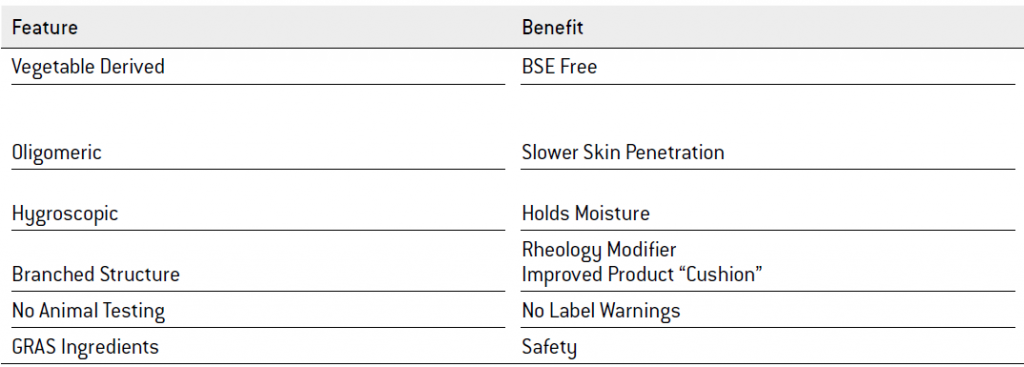 Feature Benefit
Vegetable Derived BSE Free
Oligomeric Slower Skin Penetration
Hygroscopic Holds Moisture
Rheology Modifier
Branched Structure Improved Product “Cushion”
No Animal Testing No Label Warnings
GRAS Ingredients Safety